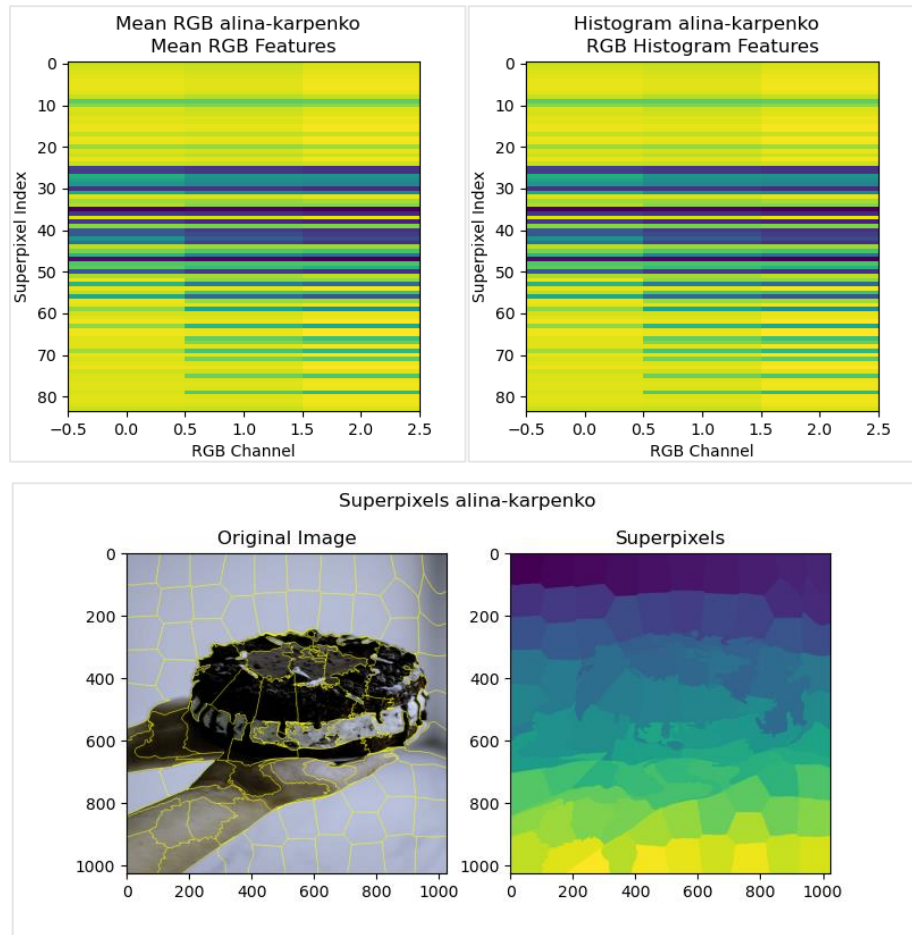 Mean RGB alina-karpenko
Mean RGB Features
0
10
20
30
40
50
60
70
80
Superpixel Index
−0.5 0.0 0.5 1.0 1.5 2.0 2.5
RGB Channel
Histogram alina-karpenko
RGB Histogram Features
0
10
20
30
40
50
60
70
80
Superpixel Index
−0.5 0.0 0.5 1.0 1.5 2.0 2.5
RGB Channel
Superpixels alina-karpenko
Original Image
0
200
400
600
800
1000
0 200 400 600 800 1000
Superpixels
0
200
400
600
800
1000
0 200 400 600 800 1000